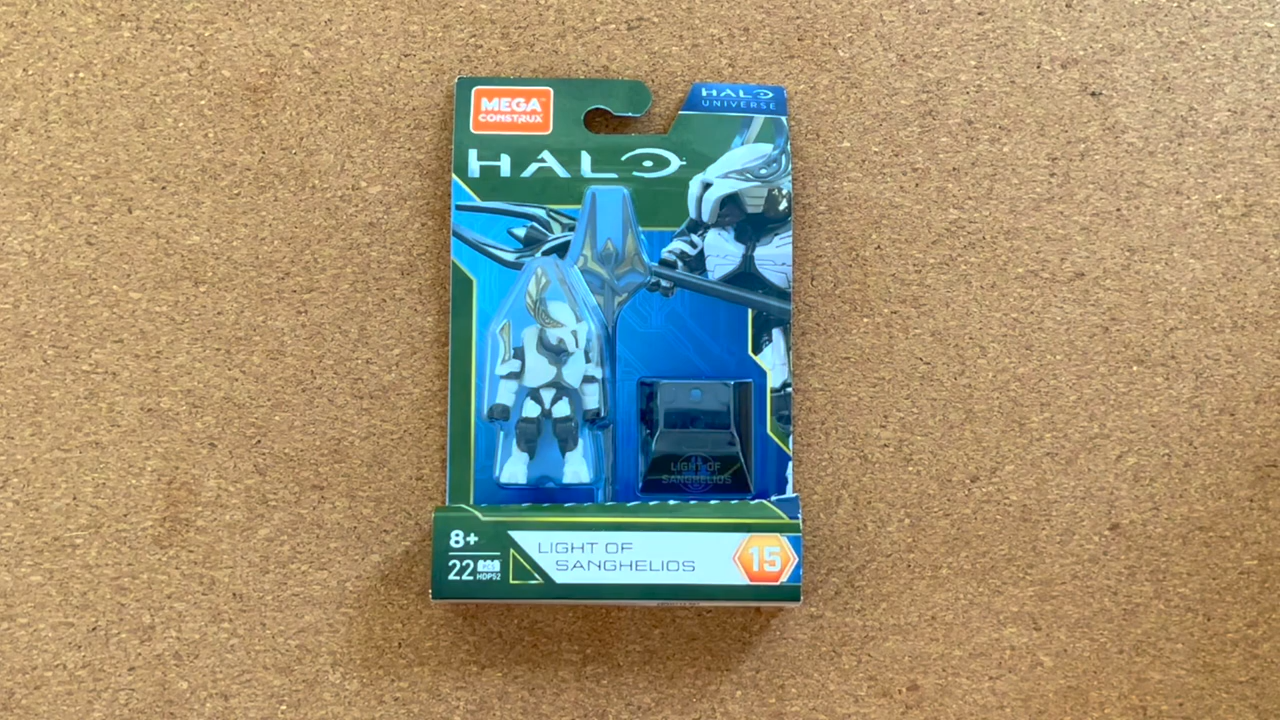 MEGA
CONSTRUX
HALO
UNIVERSE
HALO
LIGHT OF
SANGHELIOS
8+
22
HDP52
LIGHT OF
SANGHELIOS
15